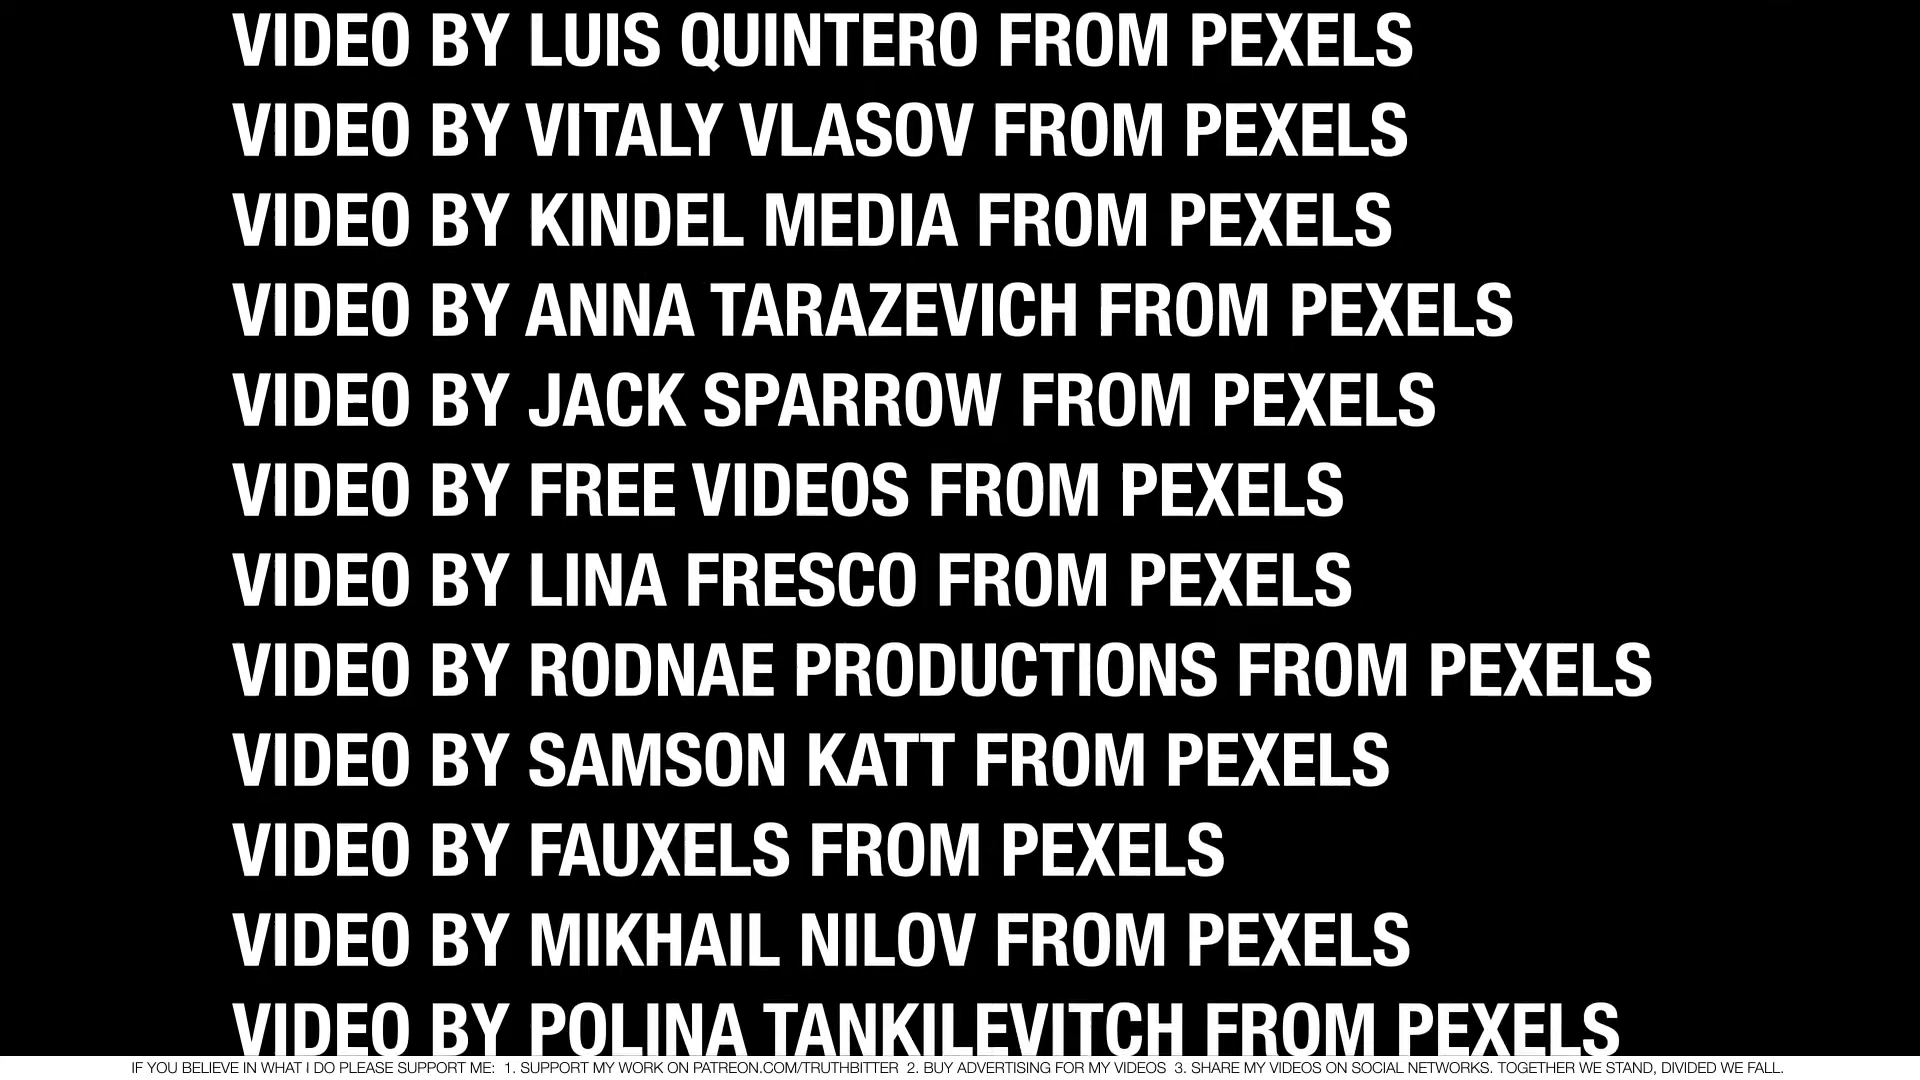 VIDEO BY LUIS QUINTERO FROM PEXELS
VIDEO BY VITALY VLASOV FROM PEXELS
VIDEO BY KINDEL MEDIA FROM PEXELS
VIDEO BY ANNA TARAZEVICH FROM PEXELS
VIDEO BY JACK SPARROW FROM PEXELS
VIDEO BY FREE VIDEOS FROM PEXELS
VIDEO BY LINA FRESCO FROM PEXELS
VIDEO BY RODNAE PRODUCTIONS FROM PEXELS
VIDEO BY SAMSON KATT FROM PEXELS
VIDEO BY FAUXELS FROM PEXELS
VIDEO BY MIKHAIL NILOV FROM PEXELS
VIDEO BY POLINA TANKILEVITCH FROM PEXELS
IF YOU BELIEVE IN WHAT I DO PLEASE SUPPORT ME: 1. SUPPORT MY WORK ON PATREON.COM/TRUTHBITTER 2. BUY ADVERTISING FOR MY VIDEOS 3. SHARE MY VIDEOS ON SOCIAL NETWORKS. TOGETHER WE STAND, DIVIDED WE FALL.